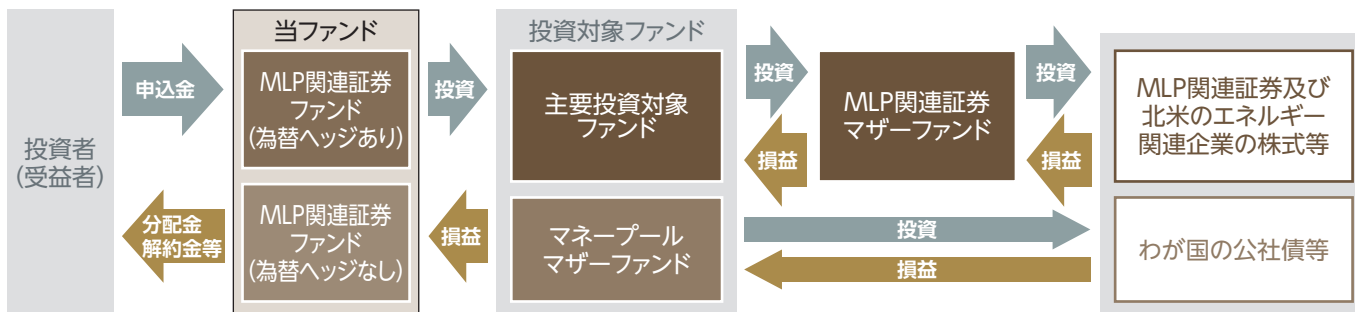 投資者
(受益者)
申込金
分配金
解約金等
当ファンド
MLP関連証券
ファンド
(為替ヘッジあり)
MLP関連証券
ファンド
(為替ヘッジなし)
投資
損益
投資対象ファンド
主要投資対象
ファンド
マネープール
マザーファンド
投資
損益
MLP関連証券
マザーファンド
投資
損益
投資
損益
MLP関連証券及び
北米のエネルギー
関連企業の株式等
わが国の公社債等